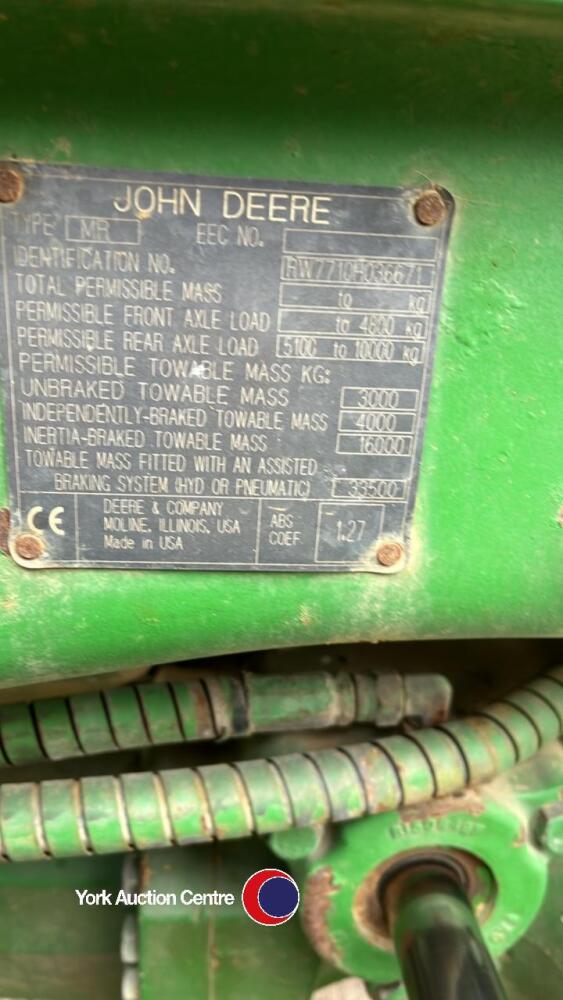 JOHN DEERE
TYPE MR EEC NO.
IDENTIFICATION NO. RW7710H036671
TOTAL PERMISSIBLE MASS to kg
PERMISSIBLE FRONT AXLE LOAD to 4800 kg
PERMISSIBLE REAR AXLE LOAD 5100 to 10000 kg
PERMISSIBLE TOWABLE MASS KG:
UNBRAKED TOWABLE MASS 3000
INDEPENDENTLY-BRAKED TOWABLE MASS 4000
INERTIA-BRAKED TOWABLE MASS 16000
TOWABLE MASS FITTED WITH AN ASSISTED
BRAKING SYSTEM (HYD OR PNEUMATIC) 33500
CE
DEERE & COMPANY
MOLINE, ILLINOIS, USA
Made in USA
ABS
COEF
1.27
York Auction Centre